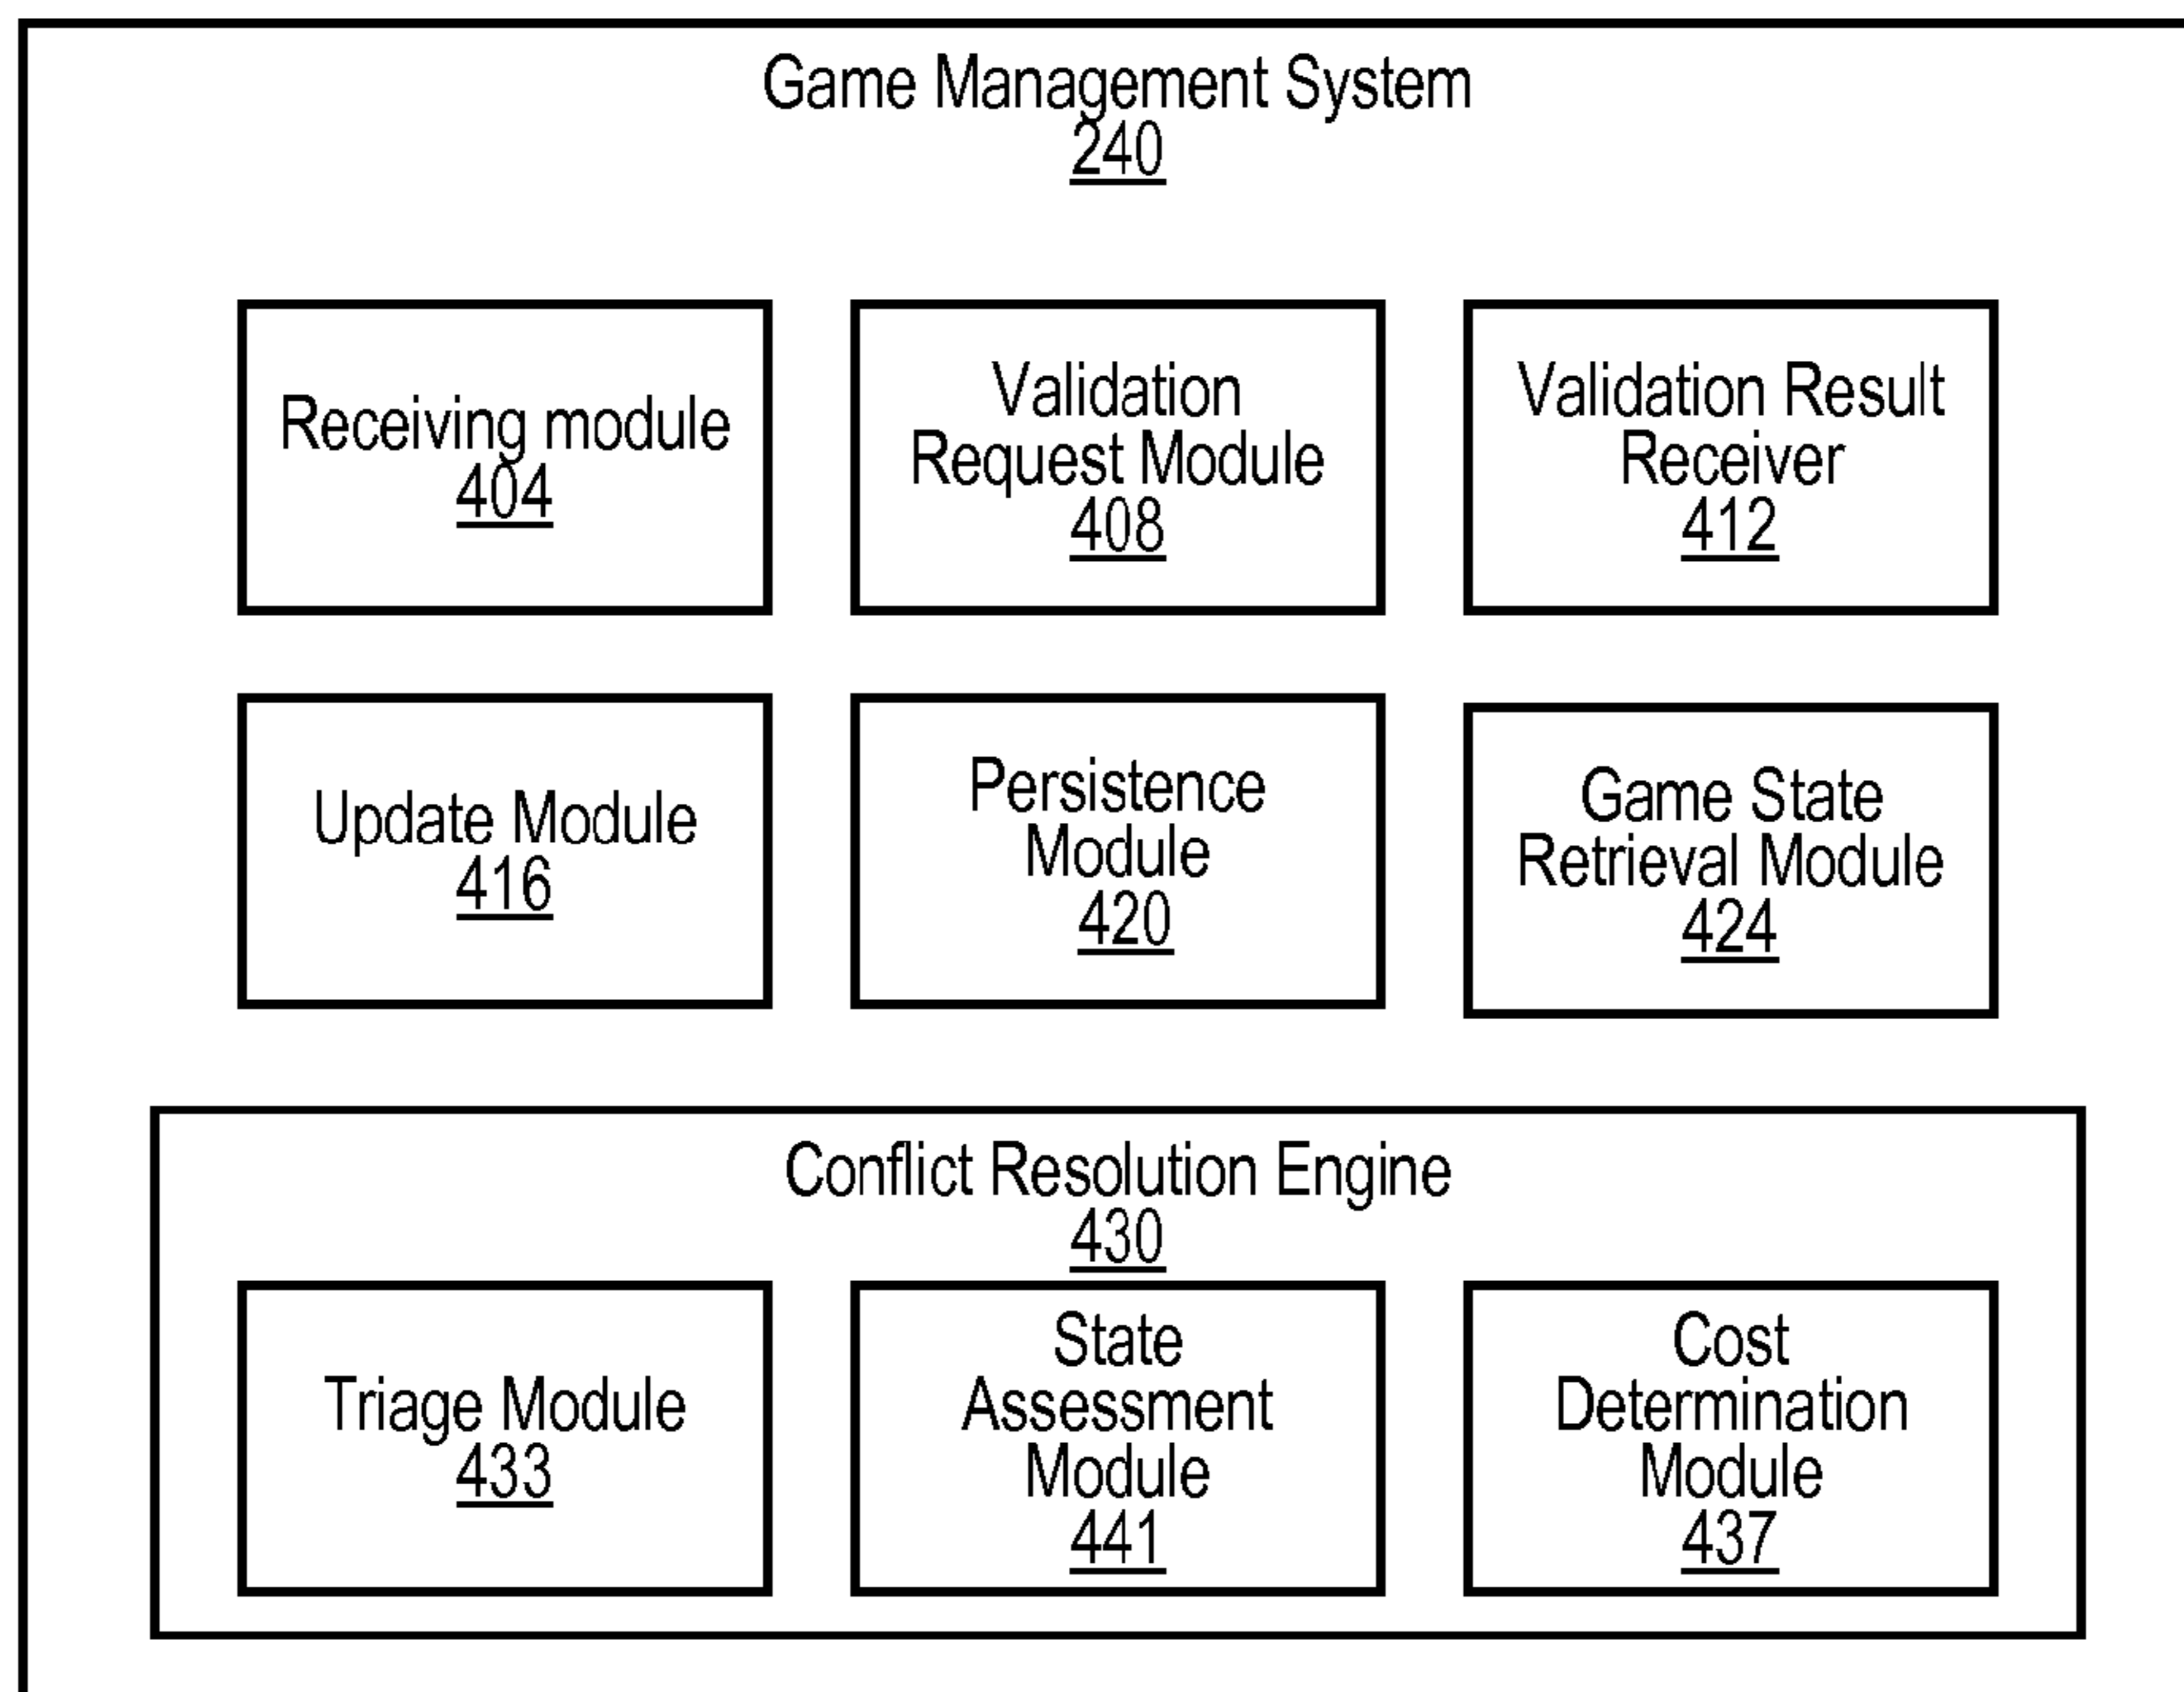 Game Management System
240
Receiving module
404
Validation
Request Module
408
Validation Result
Receiver
412
Update Module
416
Persistence
Module
420
Game State
Retrieval Module
424
Conflict Resolution Engine
430
Triage Module
433
State
Assessment
Module
441
Cost
Determination
Module
437